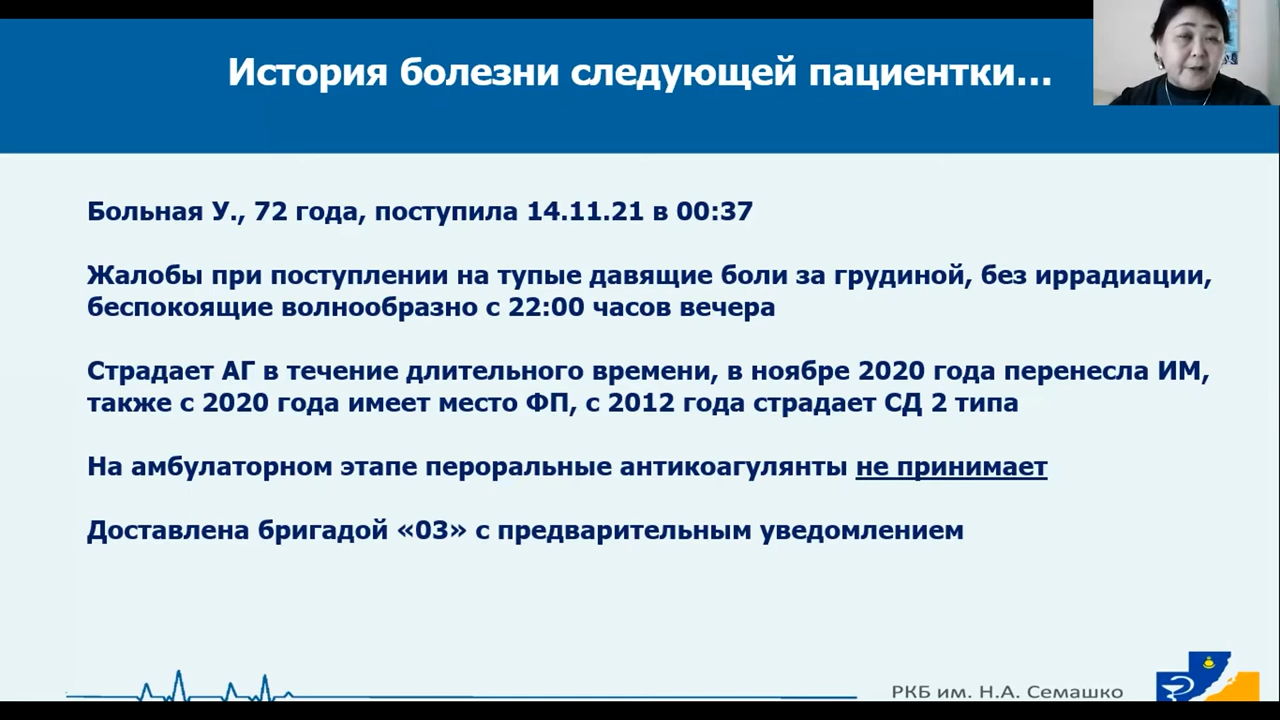 История болезни следующей пациентки...
Больная У., 72 года, поступила 14.11.21 в 00:37
Жалобы при поступлении на тупые давящие боли за грудиной, без иррадиации,
беспокоящие волнообразно с 22:00 часов вечера
Страдает АГ в течение длительного времени, в ноябре 2020 года перенесла ИМ,
также с 2020 года имеет место ФП, с 2012 года страдает СД 2 типа
На амбулаторном этапе пероральные антикоагулянты не принимает
Доставлена бригадой «03» с предварительным уведомлением
РКБ им. Н.А. Семашко